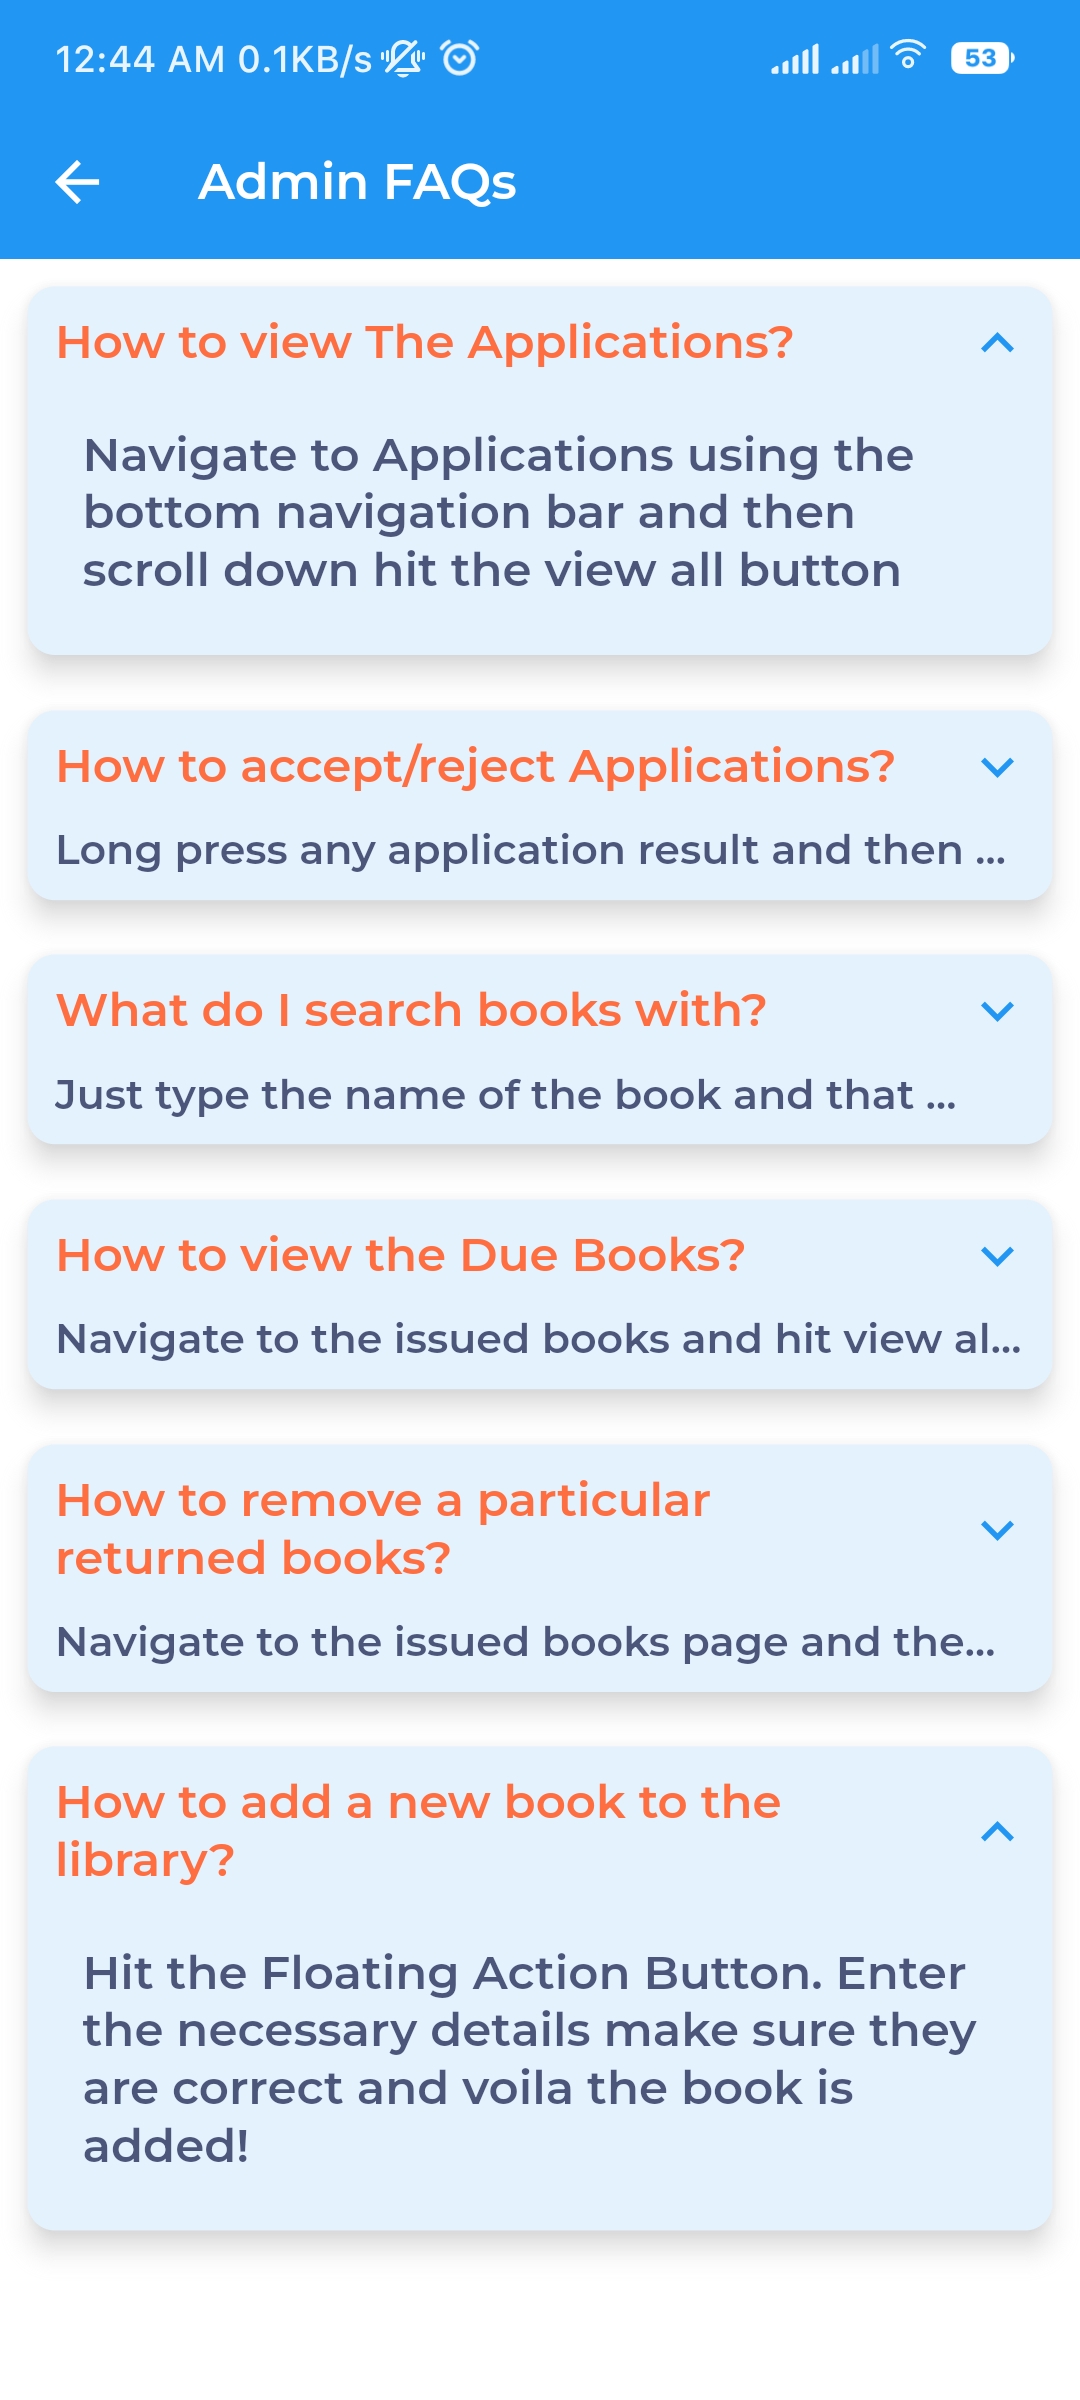 12:44 AM 0.1KB/s
53
Admin FAQs
How to view The Applications?
Navigate to Applications using the
bottom navigation bar and then
scroll down hit the view all button
How to accept/reject Applications?
Long press any application result and then ...
What do I search books with?
Just type the name of the book and that ...
How to view the Due Books?
Navigate to the issued books and hit view al...
How to remove a particular
returned books?
Navigate to the issued books page and the...
How to add a new book to the
library?
Hit the Floating Action Button. Enter
the necessary details make sure they
are correct and voila the book is
added!